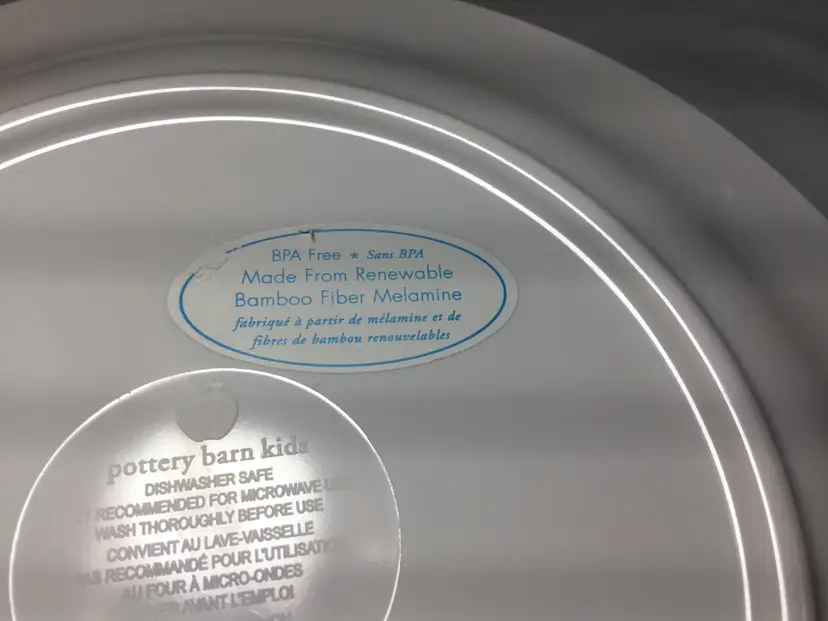 BPA Free * Sans BPA
Made From Renewable
Bamboo Fiber Melamine
fabriqué à partir de mélamine et de
fibres de bambou renouvelables
pottery barn kids
DISHWASHER SAFE
RECOMMENDED FOR MICROWAVE
WASH THOROUGHLY BEFORE USE
CONVIENT AU LAVE-VAISSELLE
RECOMMANDÉ POUR L'UTILISATION
AU FOUR À MICRO-ONDES
AVANT L'EMPLOI